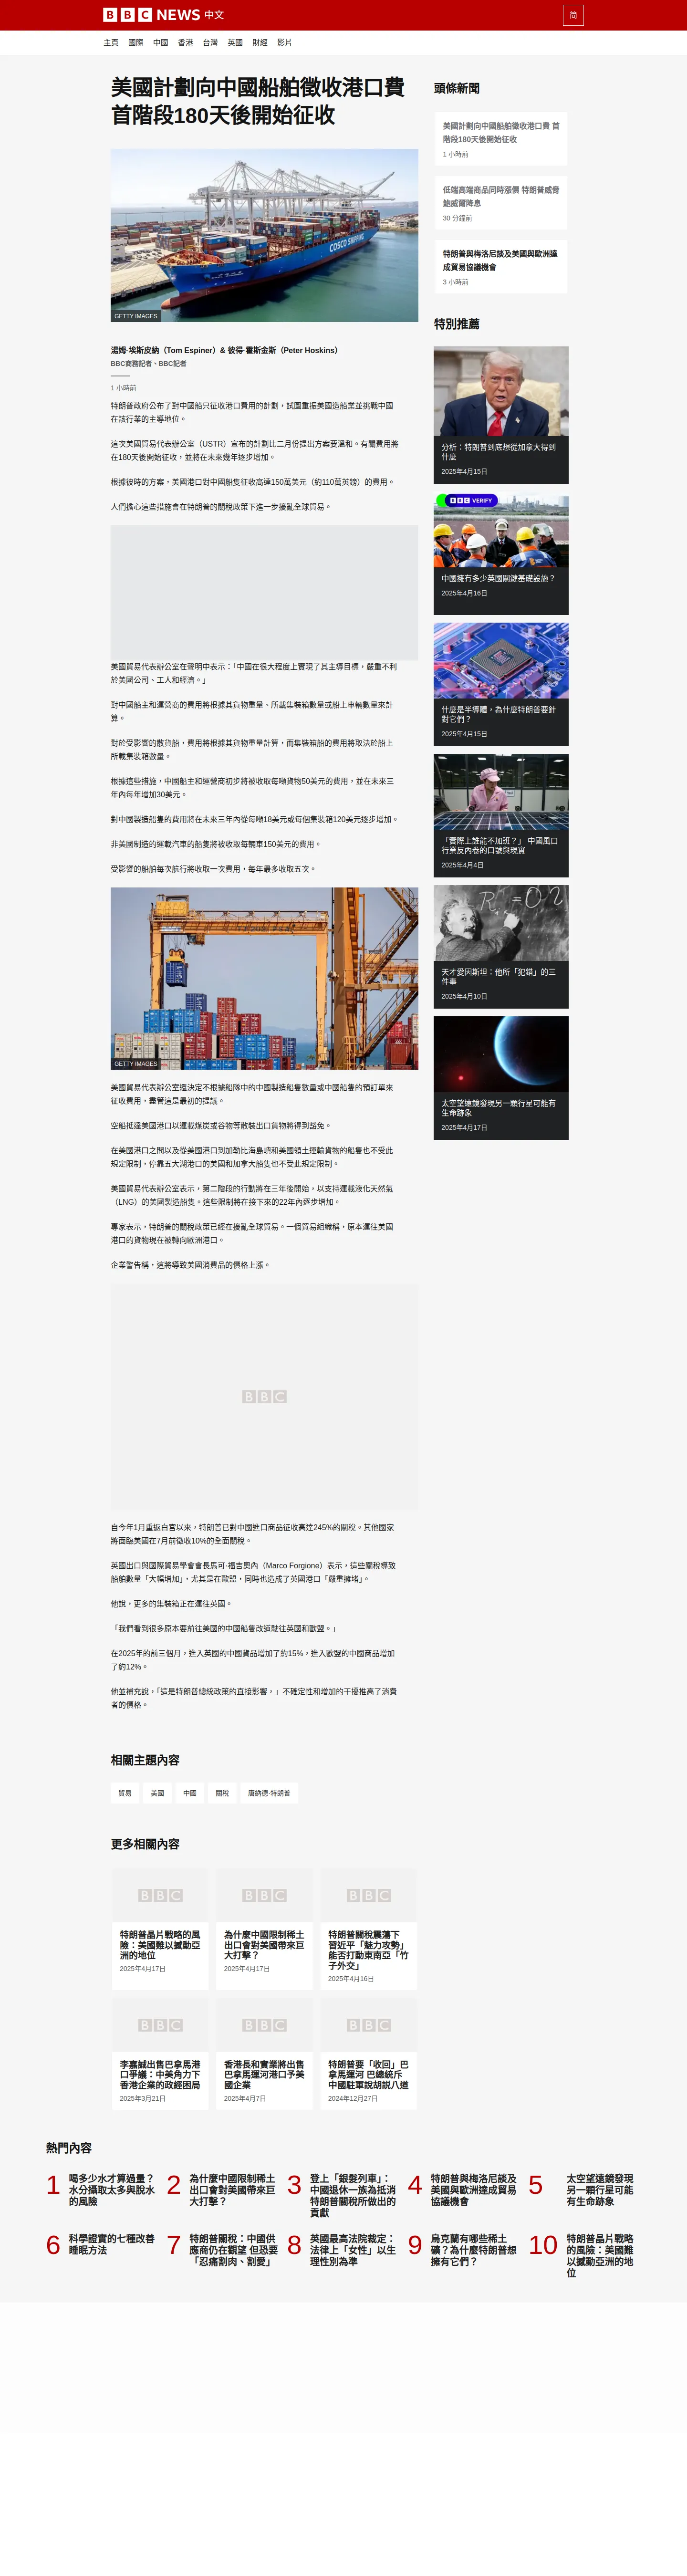 BBC NEWS 中文
简
主頁 國際 中國 香港 台灣 英國 財經 影片
美國計劃向中國船舶徵收港口費
首階段180天後開始征收
COSCO SHIPPING
GETTY IMAGES
湯姆·埃斯皮納（Tom Espiner）& 彼得·霍斯金斯（Peter Hoskins）
BBC商務記者、BBC記者
1 小時前
特朗普政府公布了對中國船只征收港口費用的計劃，試圖重振美國造船業並挑戰中國
在該行業的主導地位。
這次美國貿易代表辦公室（USTR）宣布的計劃比二月份提出方案要溫和。有關費用將
在180天後開始征收，並將在未來幾年逐步增加。
根據彼時的方案，美國港口對中國船隻征收高達150萬美元（約110萬英鎊）的費用。
人們擔心這些措施會在特朗普的關稅政策下進一步擾亂全球貿易。
美國貿易代表辦公室在聲明中表示：「中國在很大程度上實現了其主導目標，嚴重不利
於美國公司、工人和經濟。」
對中國船主和運營商的費用將根據其貨物重量、所載集裝箱數量或船上車輛數量來計
算。
對於受影響的散貨船，費用將根據其貨物重量計算，而集裝箱船的費用將取決於船上
所載集裝箱數量。
根據這些措施，中國船主和運營商初步將被收取每噸貨物50美元的費用，並在未來三
年內每年增加30美元。
對中國製造船隻的費用將在未來三年內從每噸18美元或每個集裝箱120美元逐步增加。
非美國制造的運載汽車的船隻將被收取每輛車150美元的費用。
受影響的船舶每次航行將收取一次費用，每年最多收取五次。
GETTY IMAGES
美國貿易代表辦公室還決定不根據船隊中的中國製造船隻數量或中國船隻的預訂單來
征收費用，盡管這是最初的提議。
空船抵達美國港口以運載煤炭或谷物等散裝出口貨物將得到豁免。
在美國港口之間以及從美國港口到加勒比海島嶼和美國領土運輸貨物的船隻也不受此
規定限制，停靠五大湖港口的美國和加拿大船隻也不受此規定限制。
美國貿易代表辦公室表示，第二階段的行動將在三年後開始，以支持運載液化天然氣
（LNG）的美國製造船隻。這些限制將在接下來的22年內逐步增加。
專家表示，特朗普的關稅政策已經在擾亂全球貿易。一個貿易組織稱，原本運往美國
港口的貨物現在被轉向歐洲港口。
企業警告稱，這將導致美國消費品的價格上漲。
BBC
自今年1月重返白宮以來，特朗普已對中國進口商品征收高達245%的關稅。其他國家
將面臨美國在7月前徵收10%的全面關稅。
英國出口與國際貿易學會會長馬可·福吉奧內（Marco Forgione）表示，這些關稅導致
船舶數量「大幅增加」，尤其是在歐盟，同時也造成了英國港口「嚴重擁堵」。
他說，更多的集裝箱正在運往英國。
「我們看到很多原本要前往美國的中國船隻改道駛往英國和歐盟。」
在2025年的前三個月，進入英國的中國貨品增加了約15%，進入歐盟的中國商品增加
了約12%。
他並補充說，「這是特朗普總統政策的直接影響，」不確定性和增加的干擾推高了消費
者的價格。
相關主題內容
貿易 美國 中國 關稅 唐納德·特朗普
更多相關內容
BBC BBC BBC
特朗普晶片戰略的風
險：美國難以撼動亞
洲的地位
2025年4月17日
為什麼中國限制稀土
出口會對美國帶來巨
大打擊？
2025年4月17日
特朗普關稅震蕩下
習近平「魅力攻勢」
能否打動東南亞「竹
子外交」
2025年4月16日
BBC BBC BBC
李嘉誠出售巴拿馬港
口爭議：中美角力下
香港企業的政經困局
2025年3月21日
香港長和實業將出售
巴拿馬運河港口予美
國企業
2025年4月7日
特朗普要「收回」巴
拿馬運河 巴總統斥
中國駐軍說胡説八道
2024年12月27日
頭條新聞
美國計劃向中國船舶徵收港口費 首
階段180天後開始征收
1 小時前
低端高端商品同時漲價 特朗普威脅
鮑威爾降息
30 分鐘前
特朗普與梅洛尼談及美國與歐洲達
成貿易協議機會
3 小時前
特別推薦
分析：特朗普到底想從加拿大得到
什麼
2025年4月15日
BBC VERIFY
中國擁有多少英國關鍵基礎設施？
2025年4月16日
什麼是半導體，為什麼特朗普要針
對它們？
2025年4月15日
「實際上誰能不加班？」 中國風口
行業反內卷的口號與現實
2025年4月4日
天才愛因斯坦：他所「犯錯」的三
件事
2025年4月10日
太空望遠鏡發現另一顆行星可能有
生命跡象
2025年4月17日
熱門內容
1 喝多少水才算過量？
水分攝取太多與脫水
的風險
2 為什麼中國限制稀土
出口會對美國帶來巨
大打擊？
3 登上「銀髮列車」：
中國退休一族為抵消
特朗普關稅所做出的
貢獻
4 特朗普與梅洛尼談及
美國與歐洲達成貿易
協議機會
5 太空望遠鏡發現
另一顆行星可能
有生命跡象
6 科學證實的七種改善
睡眠方法
7 特朗普關稅：中國供
應商仍在觀望 但恐要
「忍痛割肉、割愛」
8 英國最高法院裁定：
法律上「女性」以生
理性別為準
9 烏克蘭有哪些稀土
礦？為什麼特朗普想
擁有它們？
10 特朗普晶片戰略
的風險：美國難
以撼動亞洲的地
位